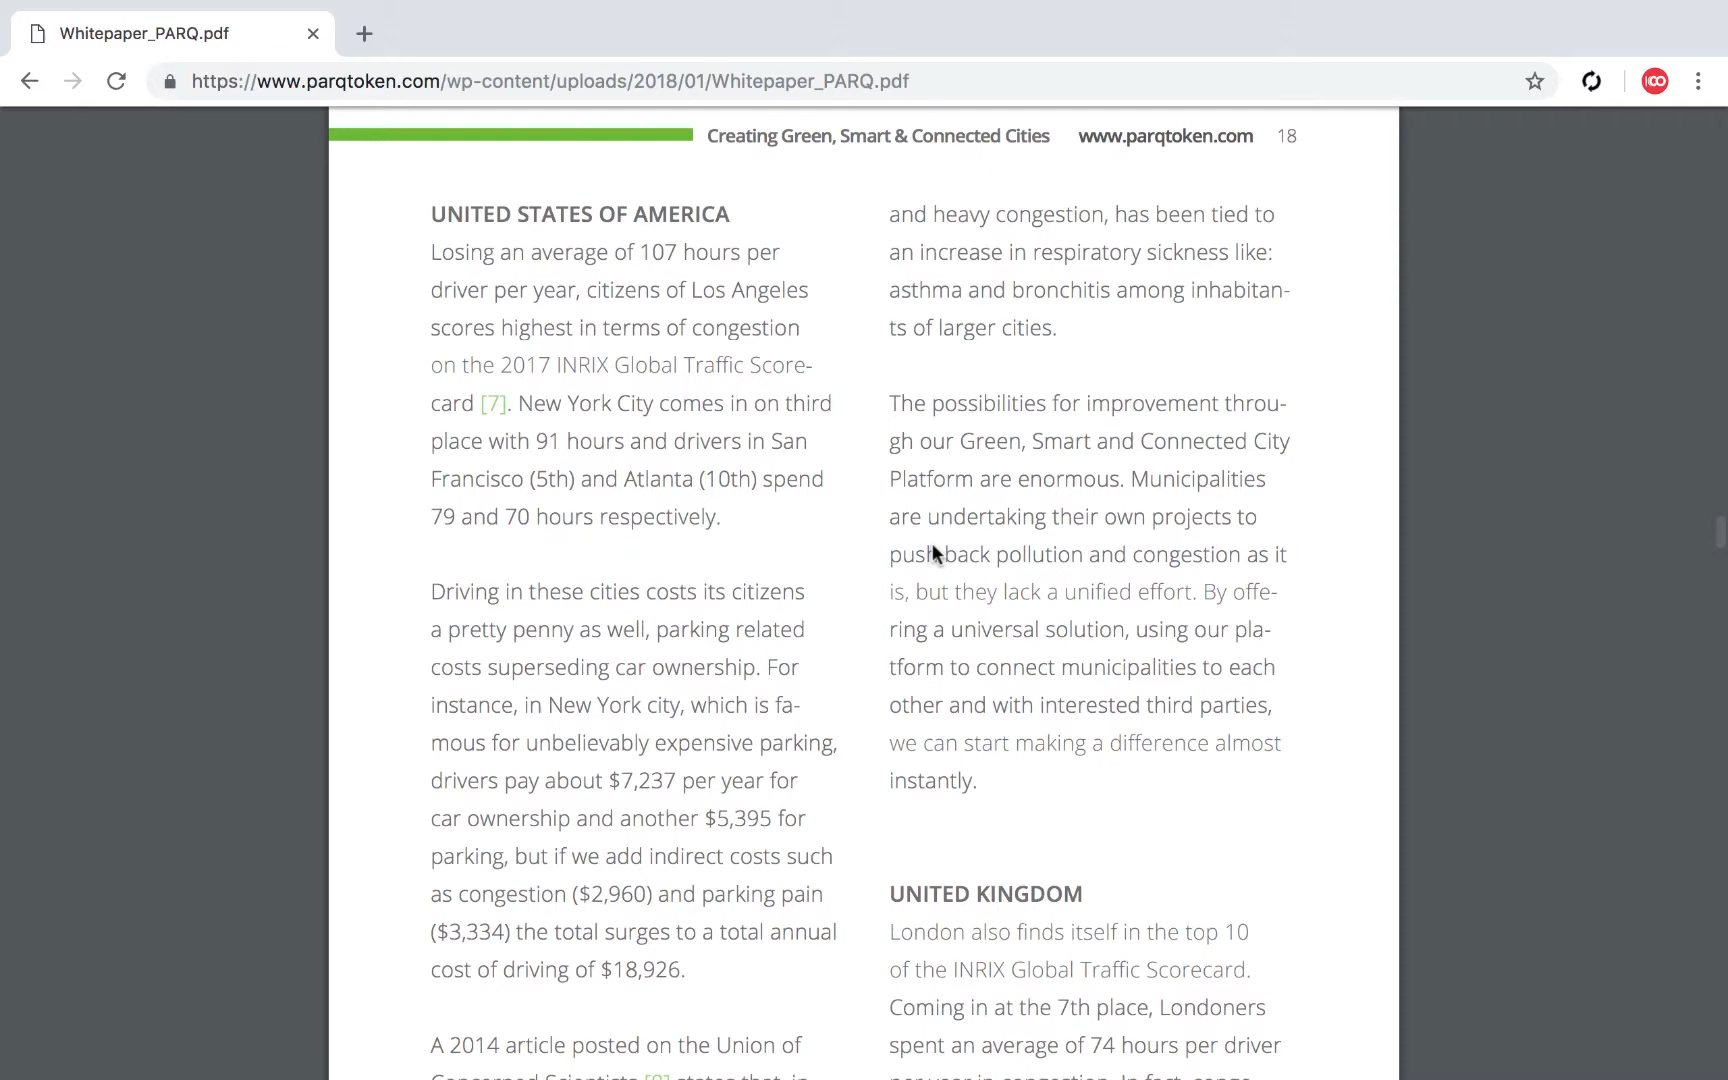 Whitepaper_PARQ.pdf
https://www.parqtoken.com/wp-content/uploads/2018/01/Whitepaper_PARQ.pdf
Creating Green, Smart & Connected Cities www.parqtoken.com 18
UNITED STATES OF AMERICA
Losing an average of 107 hours per
driver per year, citizens of Los Angeles
scores highest in terms of congestion
on the 2017 INRIX Global Traffic Score-
card [7]. New York City comes in on third
place with 91 hours and drivers in San
Francisco (5th) and Atlanta (10th) spend
79 and 70 hours respectively.
Driving in these cities costs its citizens
a pretty penny as well, parking related
costs superseding car ownership. For
instance, in New York city, which is fa-
mous for unbelievably expensive parking,
drivers pay about $7,237 per year for
car ownership and another $5,395 for
parking, but if we add indirect costs such
as congestion ($2,960) and parking pain
($3,334) the total surges to a total annual
cost of driving of $18,926.
A 2014 article posted on the Union of
Concerned Scientists [8] states that, in
and heavy congestion, has been tied to
an increase in respiratory sickness like:
asthma and bronchitis among inhabitan-
ts of larger cities.
The possibilities for improvement throu-
gh our Green, Smart and Connected City
Platform are enormous. Municipalities
are undertaking their own projects to
push back pollution and congestion as it
is, but they lack a unified effort. By offe-
ring a universal solution, using our pla-
tform to connect municipalities to each
other and with interested third parties,
we can start making a difference almost
instantly.
UNITED KINGDOM
London also finds itself in the top 10
of the INRIX Global Traffic Scorecard.
Coming in at the 7th place, Londoners
spent an average of 74 hours per driver
per year in congestion. In fact, conge-